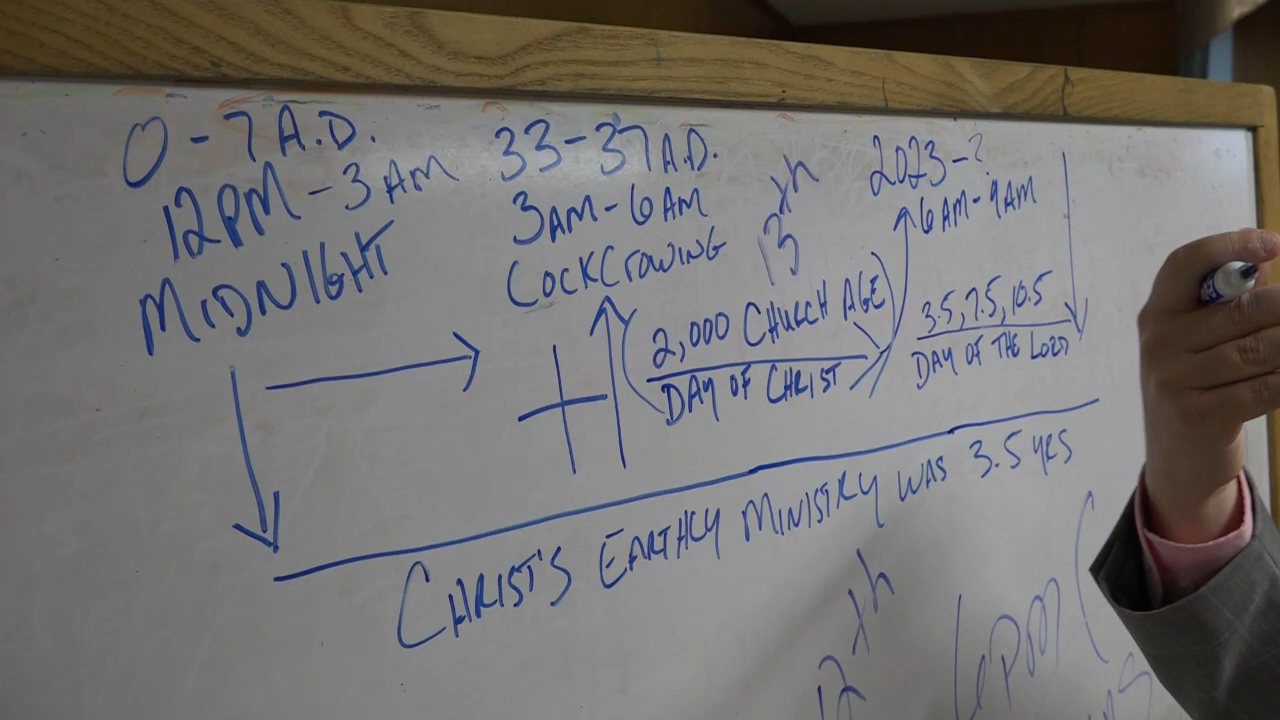 0 - 7 A.D.
12PM - 3AM
MIDNIGHT
33-37 A.D.
3AM - 6AM
COCKCROWING
13th
2023-?
6AM-9AM
2,000 CHURCH AGE
DAY OF CHRIST
3.5, 7.5, 10.5
DAY OF THE LORD
CHRIST'S EARTHLY MINISTRY WAS 3.5 YRS
12th
6PM (